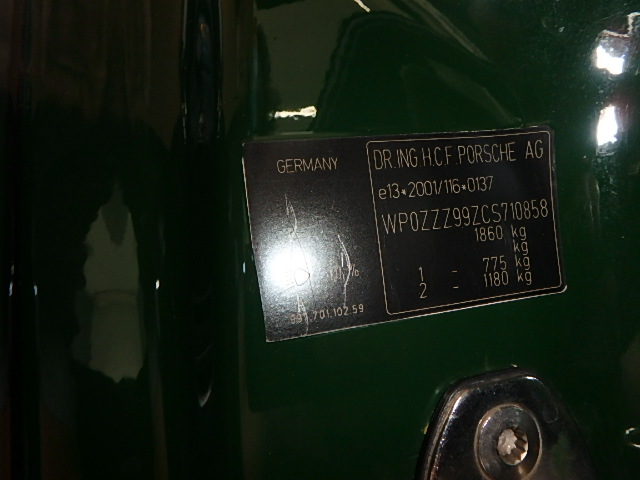 GERMANY
DR.ING.H.C.F.PORSCHE AG
e13*2001/116*0137
WP0ZZZ99ZCS710858
1860 kg
kg
1 - 775 kg
2 - 1180 kg
.701.102.59